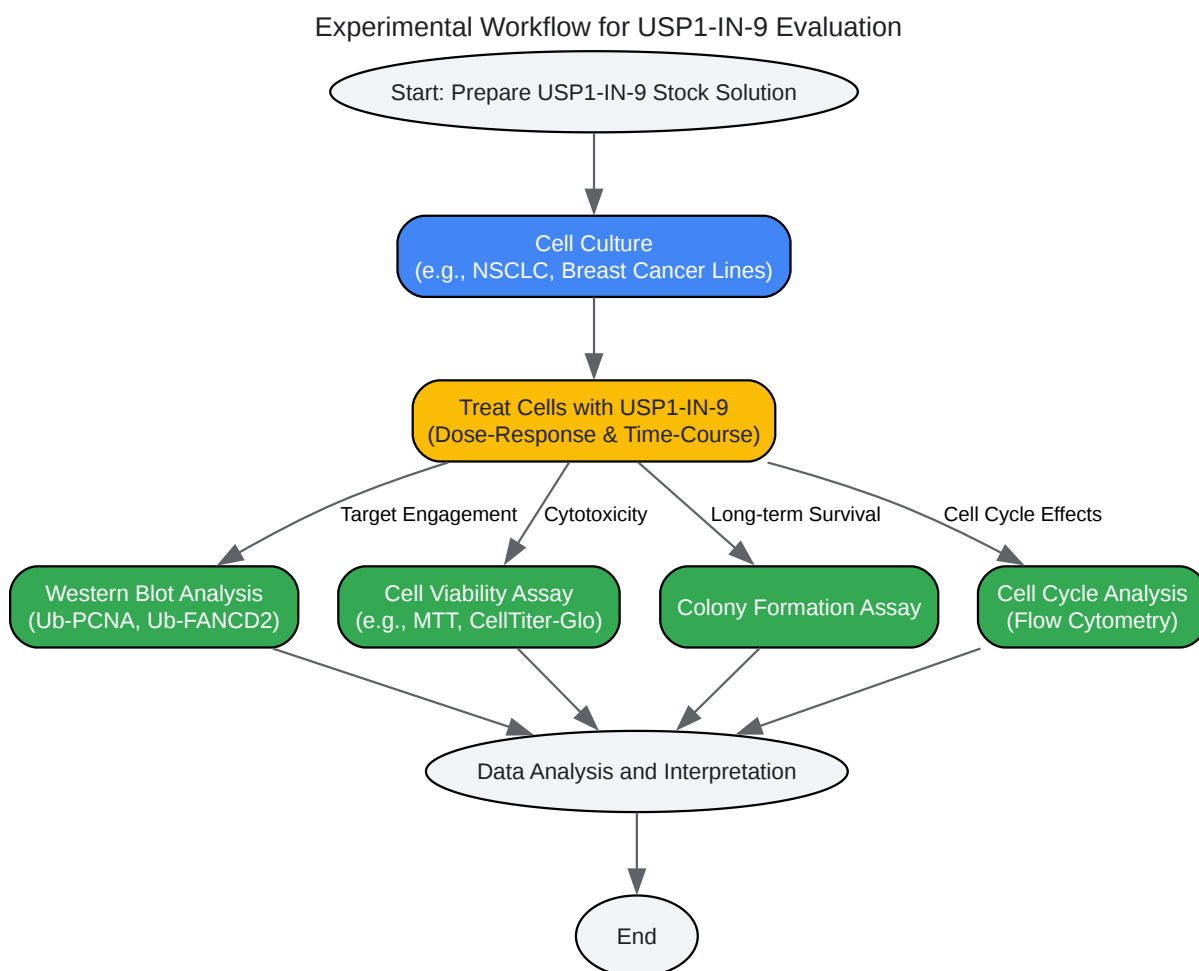 Experimental Workflow for USP1-IN-9 Evaluation
Start: Prepare USP1-IN-9 Stock Solution
Cell Culture
(e.g., NSCLC, Breast Cancer Lines)
Treat Cells with USP1-IN-9
(Dose-Response & Time-Course)
Target Engagement
Cytotoxicity
Long-term Survival
Cell Cycle Effects
Western Blot Analysis
(Ub-PCNA, Ub-FANCD2)
Cell Viability Assay
(e.g., MTT, CellTiter-Glo)
Colony Formation Assay
Cell Cycle Analysis
(Flow Cytometry)
Data Analysis and Interpretation
End